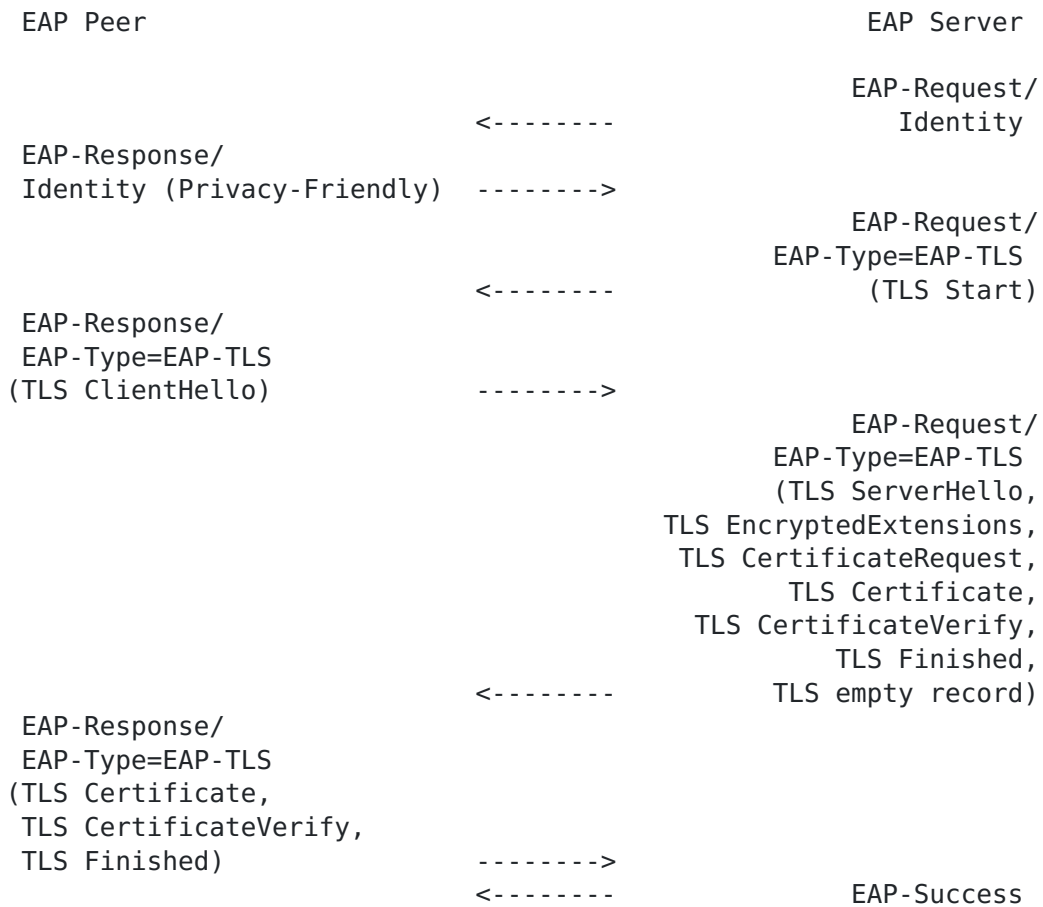 EAP Peer                                              EAP Server

                                                     EAP-Request/
                             <--------                  Identity
EAP-Response/
Identity (Privacy-Friendly)  -------->
                                                     EAP-Request/
                                                EAP-Type=EAP-TLS
                             <--------                (TLS Start)
EAP-Response/
EAP-Type=EAP-TLS
(TLS ClientHello)             -------->
                                                     EAP-Request/
                                                EAP-Type=EAP-TLS
                                                (TLS ServerHello,
                                         TLS EncryptedExtensions,
                                          TLS CertificateRequest,
                                                 TLS Certificate,
                                           TLS CertificateVerify,
                                                    TLS Finished,
                             <--------          TLS empty record)
EAP-Response/
EAP-Type=EAP-TLS
(TLS Certificate,
TLS CertificateVerify,
TLS Finished)                -------->
                             <--------               EAP-Success